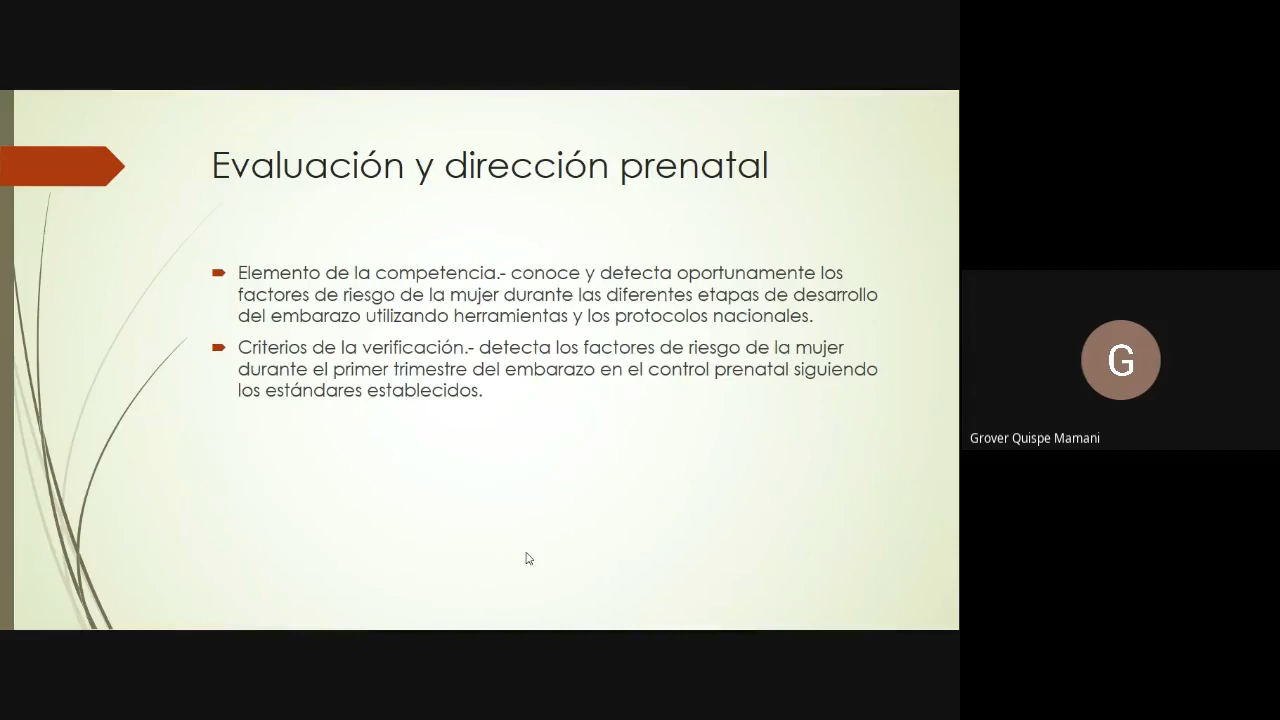 Evaluación y dirección prenatal
Elemento de la competencia.- conoce y detecta oportunamente los
factores de riesgo de la mujer durante las diferentes etapas de desarrollo
del embarazo utilizando herramientas y los protocolos nacionales.
Criterios de la verificación.- detecta los factores de riesgo de la mujer
durante el primer trimestre del embarazo en el control prenatal siguiendo
los estándares establecidos.
G
Grover Quispe Mamani